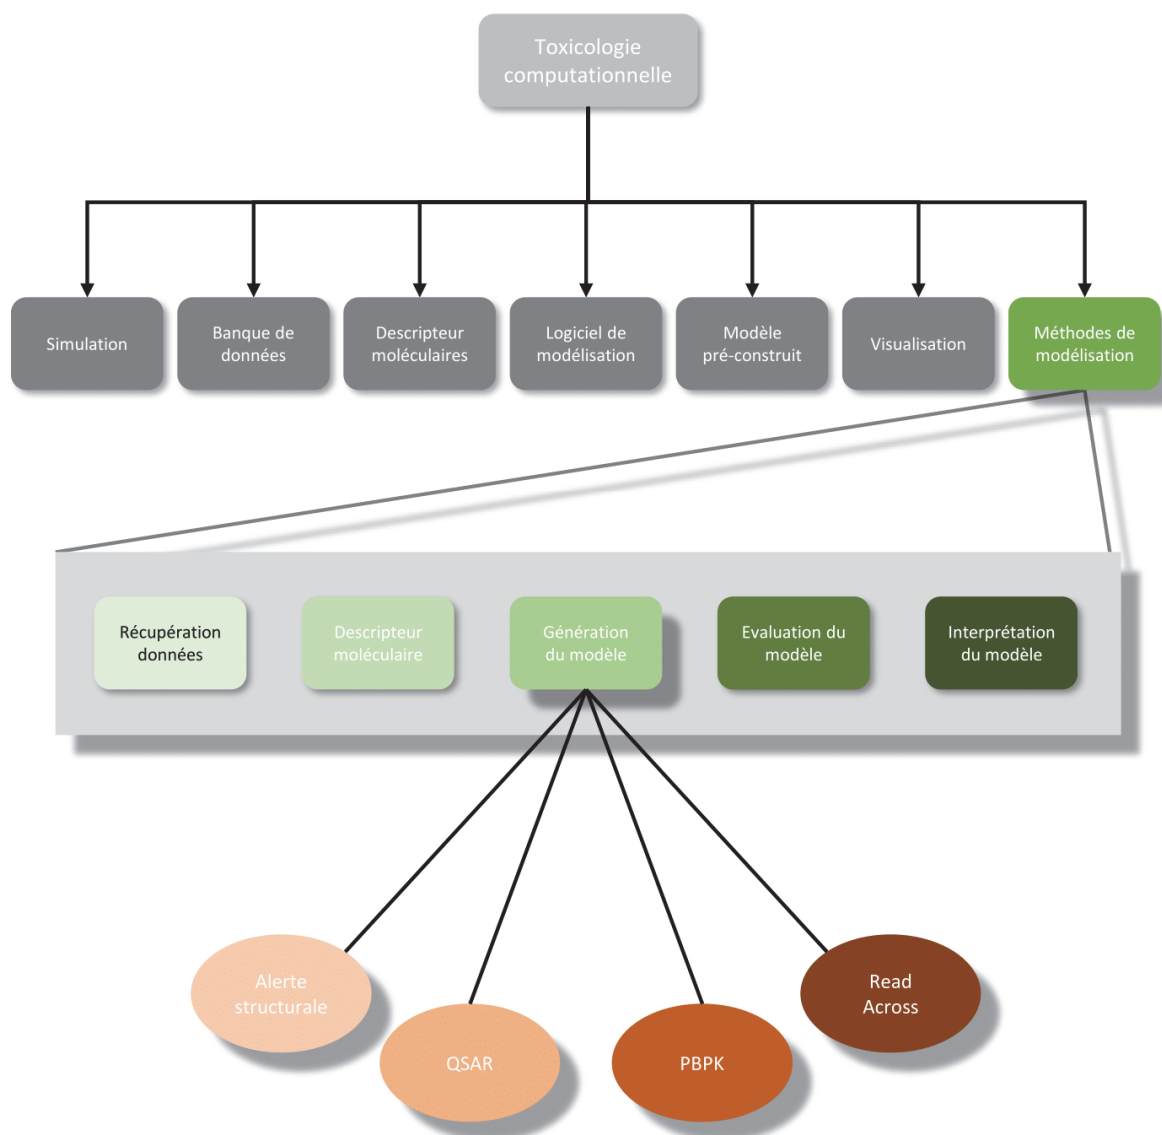 Toxicologie
computationnelle
Simulation
Banque de
données
Descripteur
moléculaires
Logiciel de
modélisation
Modèle
pré-construit
Visualisation
Méthodes de
modélisation
Récupération
données
Descripteur
moléculaire
Génération
du modèle
Evaluation du
modèle
Interprétation
du modèle
Alerte
structurale
QSAR
PBPK
Read
Across